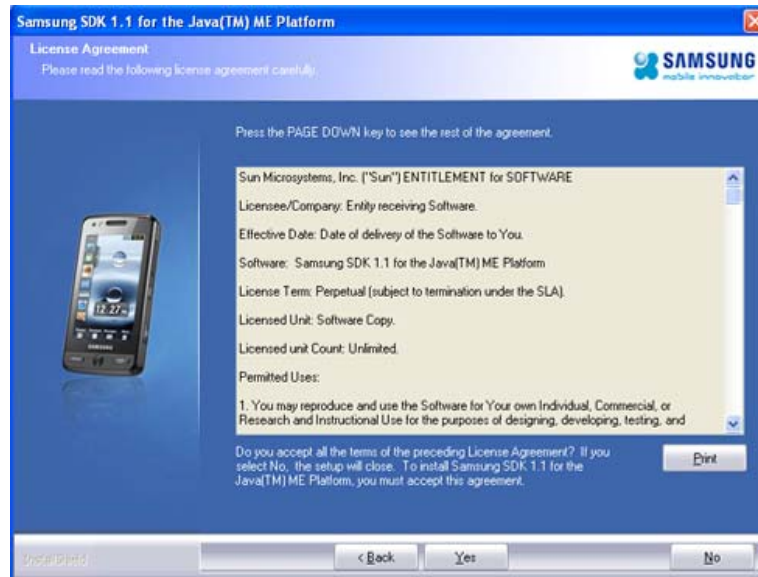 Samsung SDK 1.1 for the Java(TM) ME Platform
License Agreement
Please read the following license agreement carefully.
SAMSUNG
mobile innovator
Press the PAGE DOWN key to see the rest of the agreement.
Sun Microsystems, Inc. ("Sun") ENTITLEMENT for SOFTWARE
Licensee/Company: Entity receiving Software.
Effective Date: Date of delivery of the Software to You.
Software: Samsung SDK 1.1 for the Java(TM) ME Platform
License Term: Perpetual (subject to termination under the SLA).
Licensed Unit: Software Copy.
Licensed unit Count: Unlimited.
Permitted Uses:
1. You may reproduce and use the Software for Your own Individual, Commercial, or
Research and Instructional Use for the purposes of designing, developing, testing, and
12:27
SAMSUNG
Do you accept all the terms of the preceding License Agreement? If you
select No, the setup will close. To install Samsung SDK 1.1 for the
Java(TM) ME Platform, you must accept this agreement.
Print
InstallShield
< Back
Yes
No